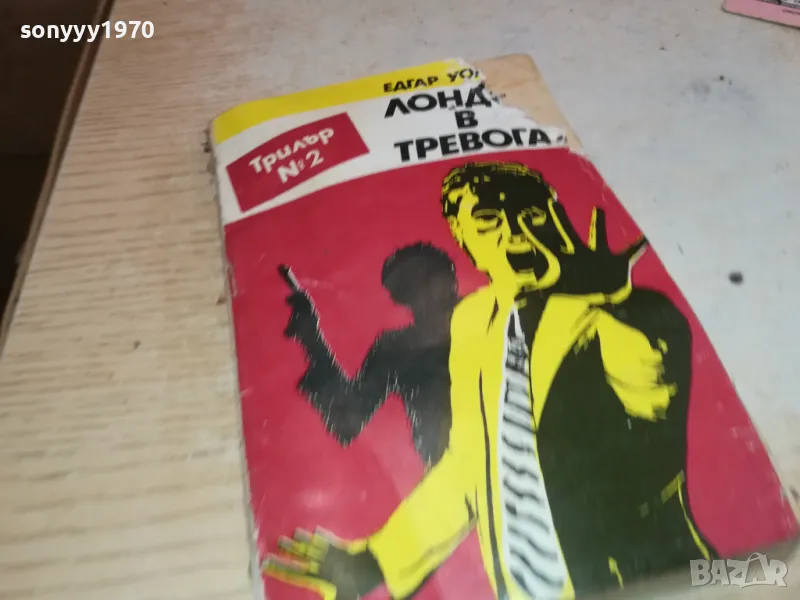 sonyyy1970
ЕДГАР УО
ЛОНД
В
ТРЕВОГА
Трилър
№2
BAZAR